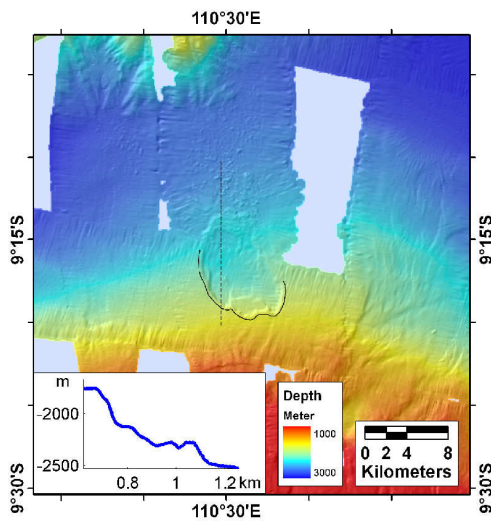 110°30'E
9°15'S
9°15'S
m
-2000
-2500
0.8 1 1.2 km
Depth
Meter
1000
3000
0 2 4 8
Kilometers
9°30'S
9°30'S
110°30'E